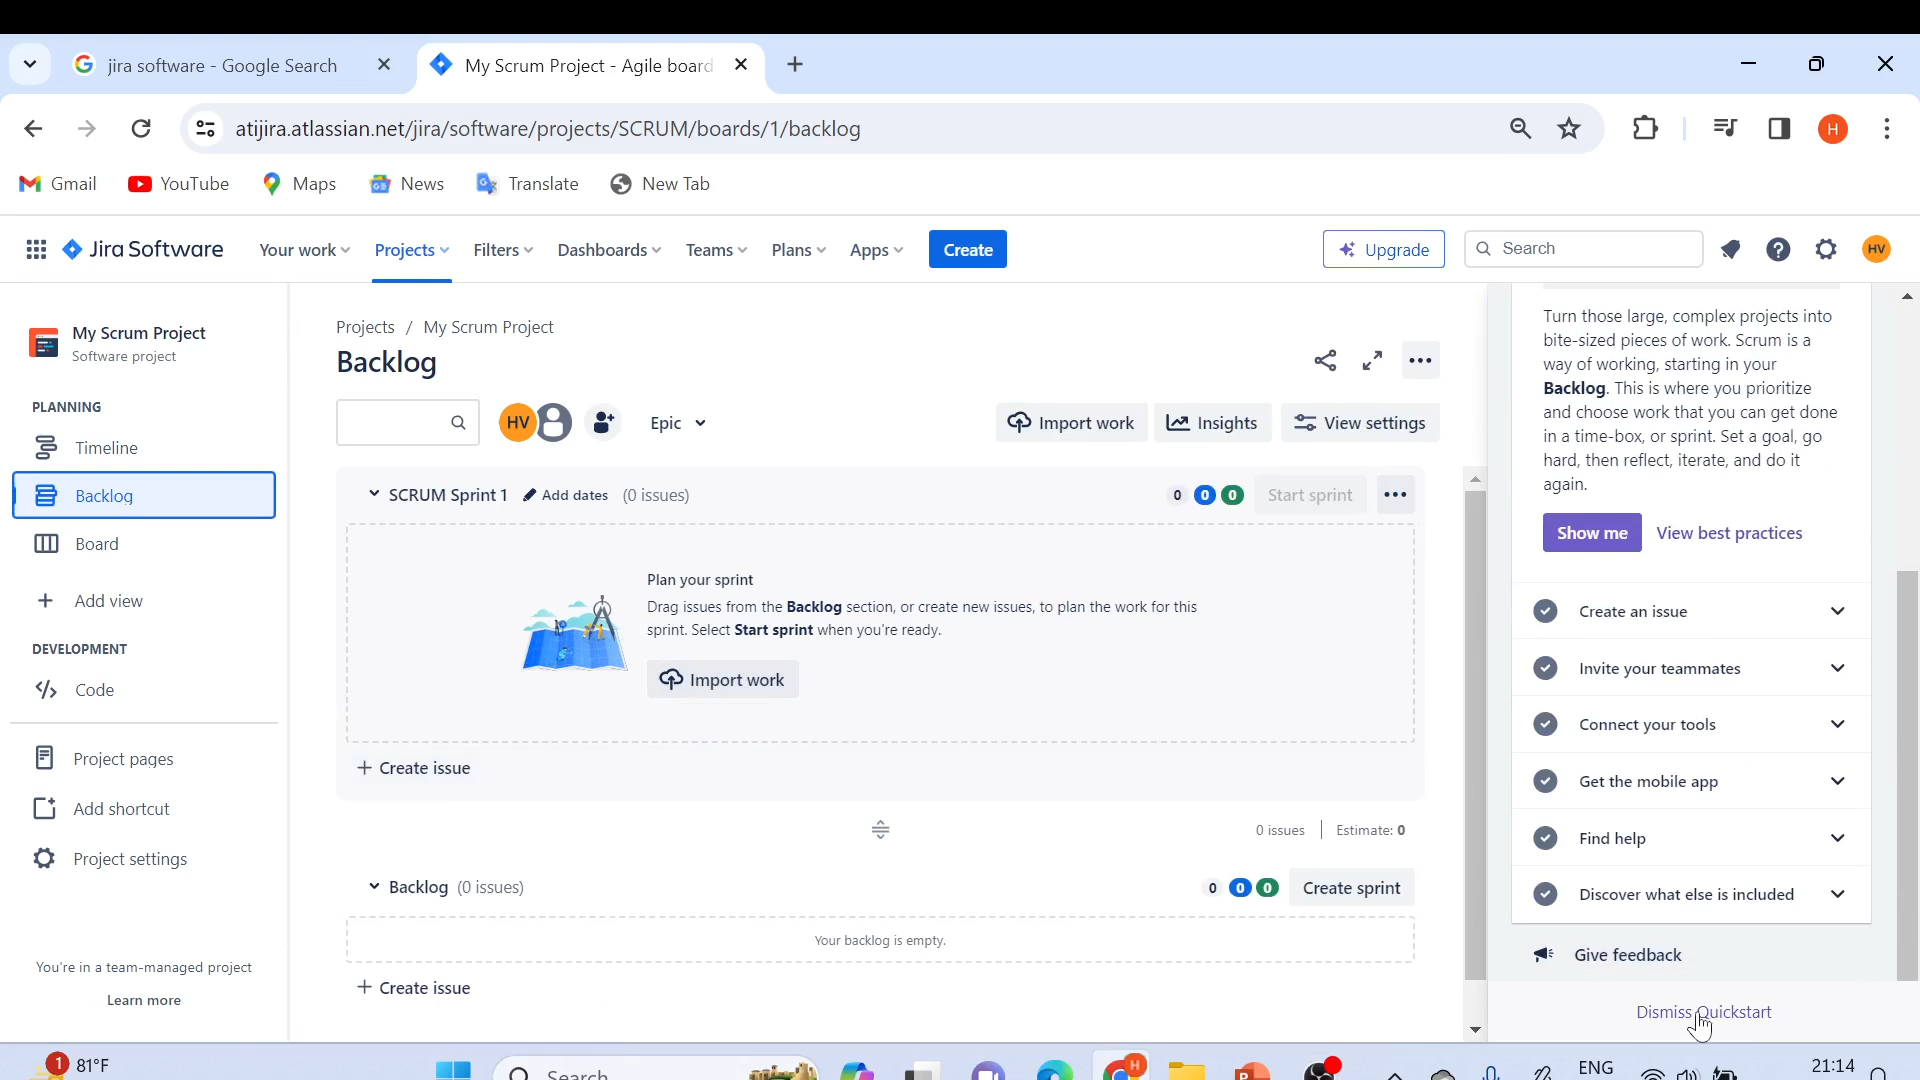 jira software - Google Search
My Scrum Project - Agile board
atijira.atlassian.net/jira/software/projects/SCRUM/boards/1/backlog
H
Gmail
YouTube
Maps
News
Translate
New Tab
Jira Software
Your work
Projects
Filters
Dashboards
Teams
Plans
Apps
Create
Upgrade
Search
HV
My Scrum Project
Software project
PLANNING
Timeline
Backlog
Board
Add view
DEVELOPMENT
Code
Project pages
Add shortcut
Project settings
You're in a team-managed project
Learn more
Projects / My Scrum Project
Backlog
HV
Epic
Import work
Insights
View settings
SCRUM Sprint 1 Add dates (0 issues)
0 0 0
Start sprint
Plan your sprint
Drag issues from the Backlog section, or create new issues, to plan the work for this
sprint. Select Start sprint when you're ready.
Import work
+ Create issue
0 issues
Estimate: 0
Backlog (0 issues)
0 0 0
Create sprint
Your backlog is empty.
+ Create issue
Turn those large, complex projects into
bite-sized pieces of work. Scrum is a
way of working, starting in your
Backlog. This is where you prioritize
and choose work that you can get done
in a time-box, or sprint. Set a goal, go
hard, then reflect, iterate, and do it
again.
Show me
View best practices
Create an issue
Invite your teammates
Connect your tools
Get the mobile app
Find help
Discover what else is included
Give feedback
Dismiss Quickstart
1
81°F
Search
H
ENG
21:14